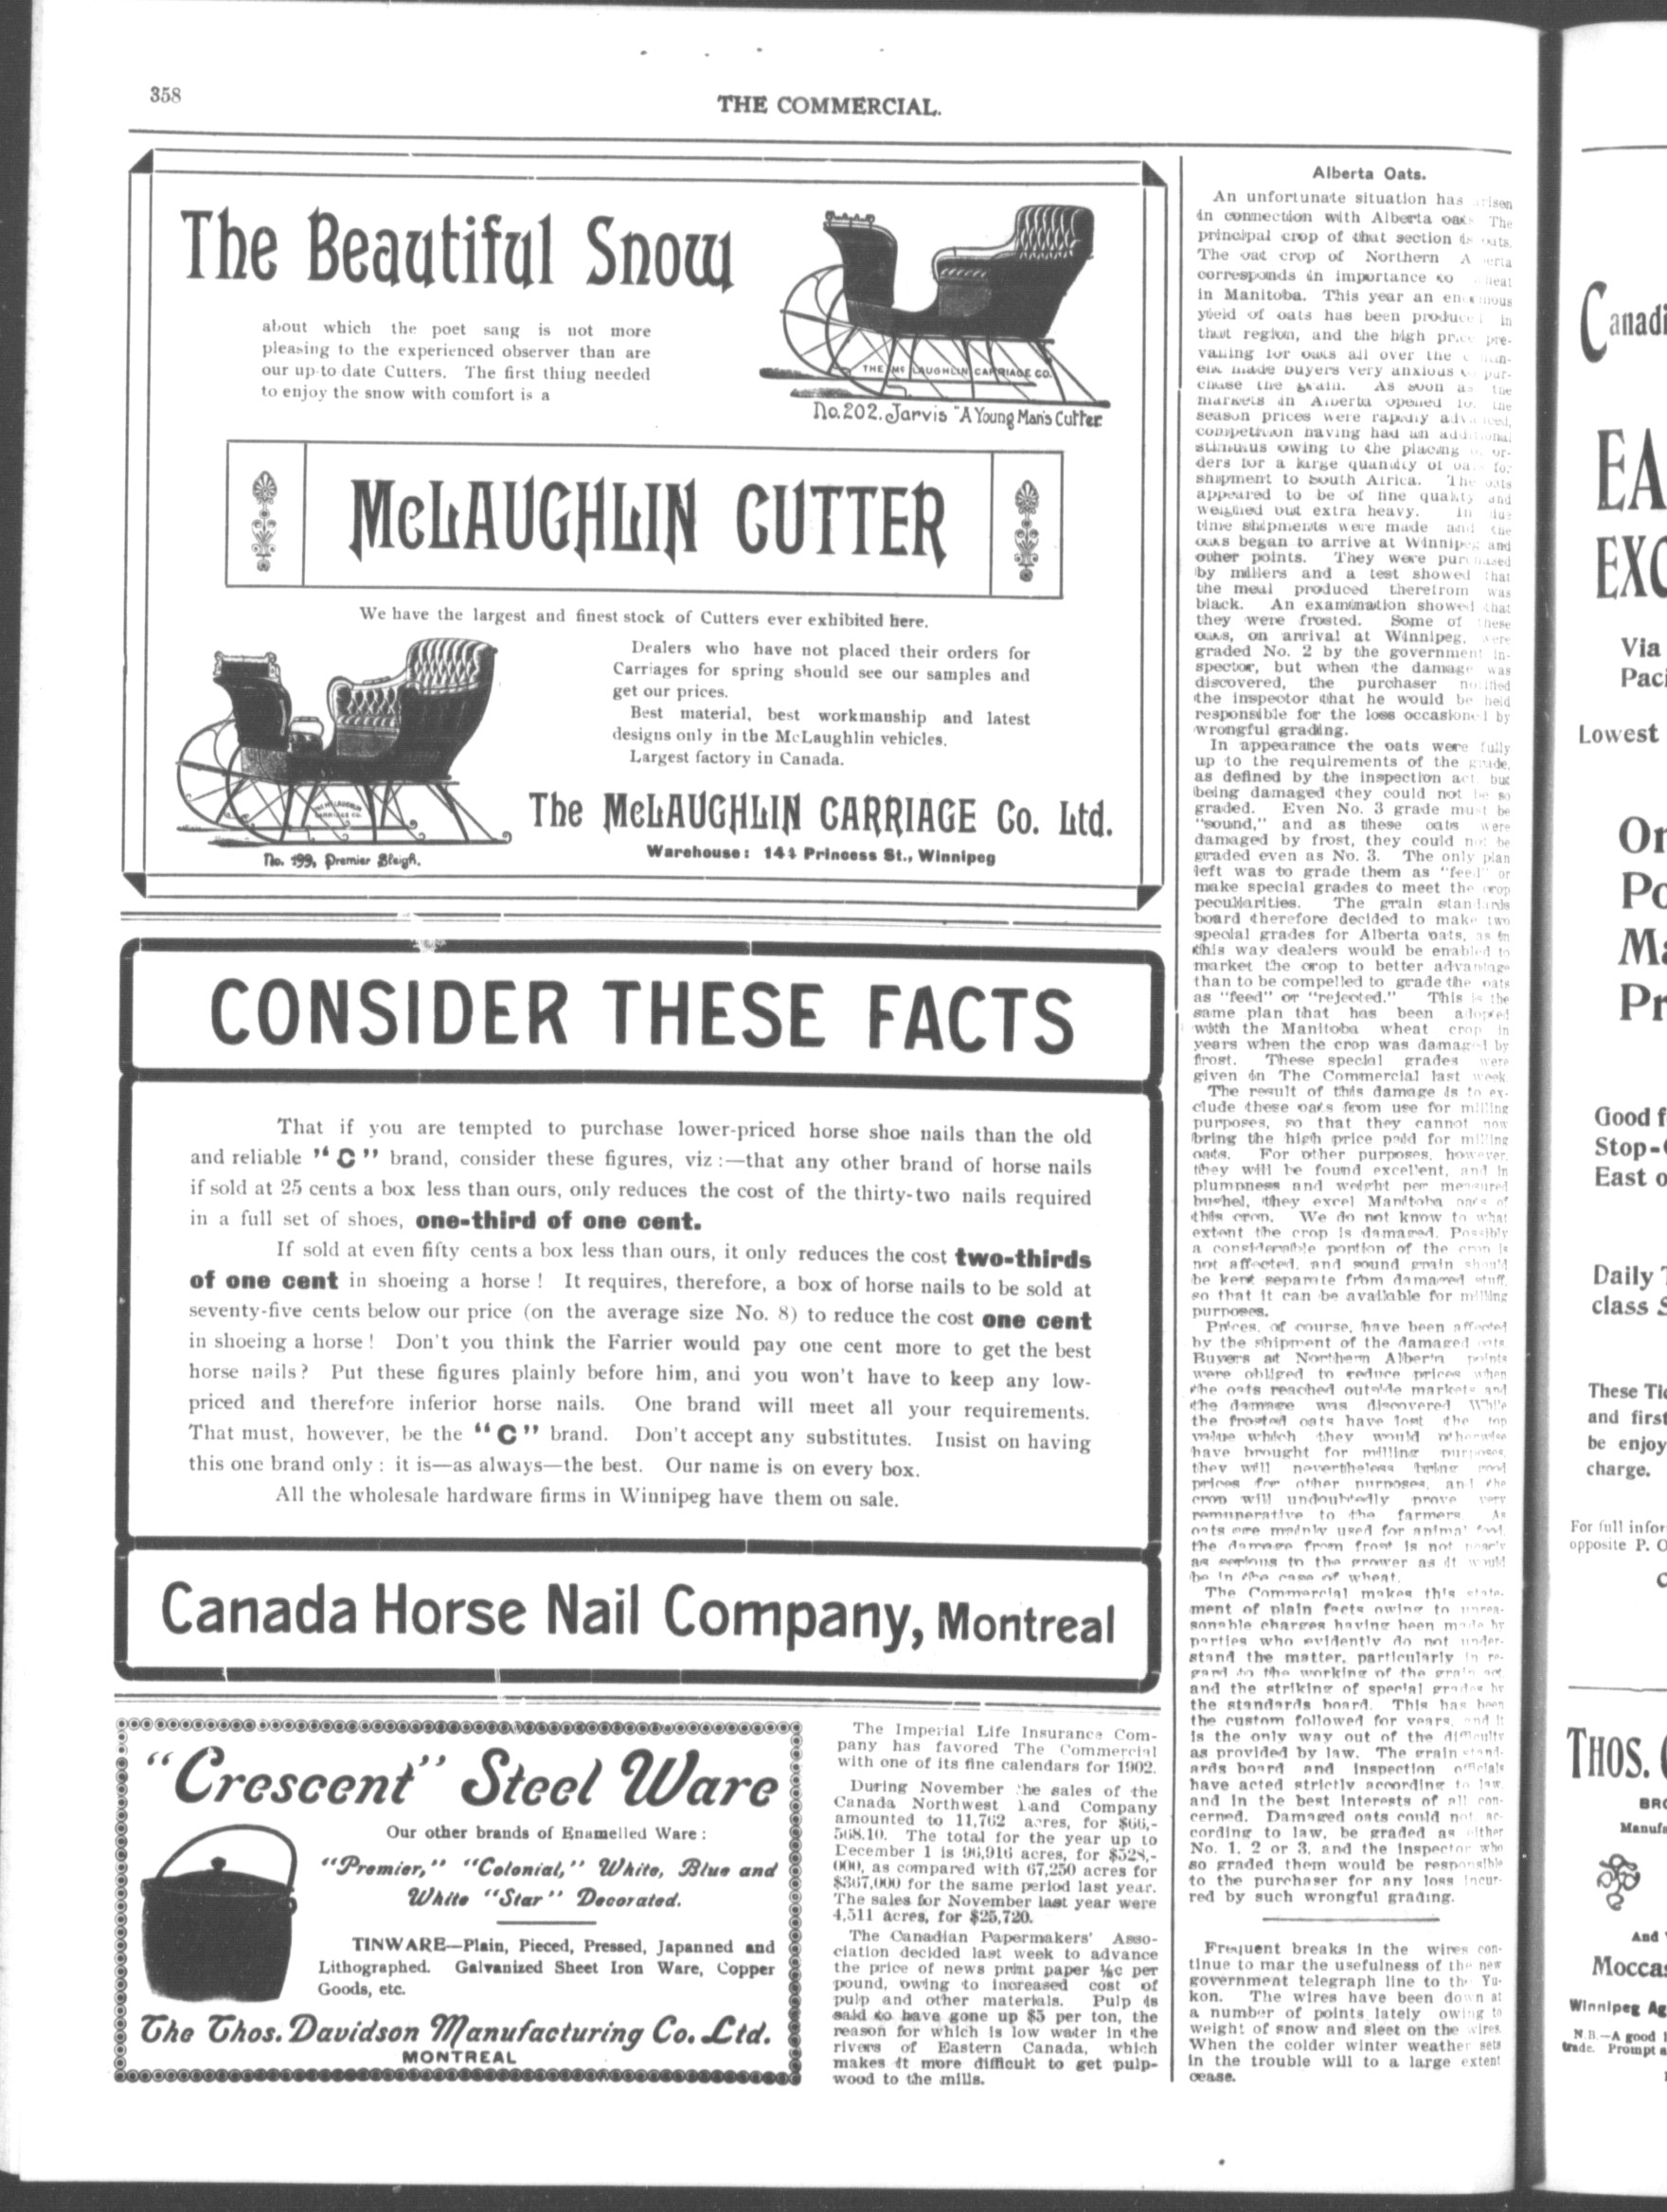 358
THE COMMERCIAL.
The Beautiful Snow
about which the poet sang is not more
pleasing to the experienced observer than are
our up-to date Cutters. The first thing needed
to enjoy the snow with comfort is a
THE MC LAUGHLIN CARRIAGE CO.
No. 202. Jarvis "A Young Man's Cutter
McLAUGHLIN CUTTER
We have the largest and finest stock of Cutters ever exhibited here.
Dealers who have not placed their orders for
Carriages for spring should see our samples and
get our prices.
Best material, best workmanship and latest
designs only in the McLaughlin vehicles.
Largest factory in Canada.
No. 199, Premier Sleigh.
The McLAUGHLIN CARRIAGE Co. Ltd.
Warehouse: 144 Princess St., Winnipeg
CONSIDER THESE FACTS
That if you are tempted to purchase lower-priced horse shoe nails than the old
and reliable "C" brand, consider these figures, viz :—that any other brand of horse nails
if sold at 25 cents a box less than ours, only reduces the cost of the thirty-two nails required
in a full set of shoes, one-third of one cent.
If sold at even fifty cents a box less than ours, it only reduces the cost two-thirds
of one cent in shoeing a horse ! It requires, therefore, a box of horse nails to be sold at
seventy-five cents below our price (on the average size No. 8) to reduce the cost one cent
in shoeing a horse ! Don't you think the Farrier would pay one cent more to get the best
horse nails? Put these figures plainly before him, and you won't have to keep any low-
priced and therefore inferior horse nails. One brand will meet all your requirements.
That must, however, be the "C" brand. Don't accept any substitutes. Insist on having
this one brand only : it is—as always—the best. Our name is on every box.
All the wholesale hardware firms in Winnipeg have them on sale.
Canada Horse Nail Company, Montreal
"Crescent" Steel Ware
Our other brands of Enamelled Ware :
"Premier," "Colonial," White, Blue and
White "Star" Decorated.
TINWARE—Plain, Pieced, Pressed, Japanned and
Lithographed. Galvanized Sheet Iron Ware, Copper
Goods, etc.
The Thos. Davidson Manufacturing Co. Ltd.
MONTREAL
The Imperial Life Insurance Com-
pany has favored The Commercial
with one of its fine calendars for 1902.
During November the sales of the
Canada Northwest Land Company
amounted to 11,762 acres, for $66,-
568.10. The total for the year up to
December 1 is 96,916 acres, for $528,-
000, as compared with 67,250 acres for
$367,000 for the same period last year.
The sales for November last year were
4,511 acres, for $25,720.
The Canadian Papermakers' Asso-
ciation decided last week to advance
the price of news print paper ⅛c per
pound, owing to increased cost of
pulp and other materials. Pulp is
said to have gone up $5 per ton, the
reason for which is low water in the
rivers of Eastern Canada, which
makes it more difficult to get pulp-
wood to the mills.
Alberta Oats.
An unfortunate situation has arisen
in connection with Alberta oats. The
principal crop of that section is oats.
The oat crop of Northern Alberta
corresponds in importance to wheat
in Manitoba. This year an enormous
yield of oats has been produced in
that region, and the high price pre-
vailing for oats all over the
made buyers very anxious to pur-
chase the grain. As soon as the
markets in Alberta opened for the
season prices were rapidly advanced,
competition having had an additional
stimulus owing to the placing of or-
ders for a large quantity of oats for
shipment to South Africa. The oats
appeared to be of fine quality and
weighed out extra heavy. In due
time shipments were made and the
oats began to arrive at Winnipeg and
other points. They were purchased
by millers and a test showed that
the meal produced therefrom was
black. An examination showed that
they were frosted. Some of these
oats, on arrival at Winnipeg, were
graded No. 2 by the government in-
spector, but when the damage was
discovered, the purchaser notified
the inspector that he would be held
responsible for the loss occasioned by
wrongful grading.
In appearance the oats were fully
up to the requirements of the grade,
as defined by the inspection act, but
being damaged they could not be so
graded. Even No. 3 grade must be
"sound," and as these oats were
damaged by frost, they could not be
graded even as No. 3. The only plan
left was to grade them as "feed" or
make special grades to meet the crop
peculiarities. The grain standards
board therefore decided to make two
special grades for Alberta oats, as in
this way dealers would be enabled to
market the crop to better advantage
than to be compelled to grade the oats
as "feed" or "rejected." This is the
same plan that has been adopted
with the Manitoba wheat crop in
years when the crop was damaged by
frost. These special grades were
given in The Commercial last week.
The result of this damage is to ex-
clude these oats from use for milling
purposes, so that they cannot now
bring the high price paid for milling
oats. For other purposes, however,
they will be found excellent, and in
plumpness and weight per measured
bushel, they excel Manitoba oats of
this crop. We do not know to what
extent the crop is damaged. Possibly
a considerable portion of the crop is
not affected, and sound grain should
be kept separate from damaged stuff,
so that it can be available for milling
purposes.
Prices, of course, have been affected
by the shipment of the damaged oats.
Buyers at Northern Alberta points
were obliged to reduce prices when
the oats reached outside markets and
the damage was discovered While
the frosted oats have lost the top
value which they would otherwise
have brought for milling purposes,
they will nevertheless bring good
prices for other purposes, and the
crop will undoubtedly prove very
remunerative to the farmers. As
oats are mainly used for animal food,
the damage from frost is not nearly
as serious to the grower as it would
be in the case of wheat.
The Commercial makes this state-
ment of plain facts owing to unrea-
sonable charges having been made by
parties who evidently do not under-
stand the matter, particularly in re-
gard to the working of the grain act
and the striking of special grades by
the standards board. This has been
the custom followed for years, and it
is the only way out of the difficulty
as provided by law. The grain stand-
ards board and inspection officials
have acted strictly according to law,
and in the best interests of all con-
cerned. Damaged oats could not, ac-
cording to law, be graded as either
No. 1, 2 or 3, and the inspector who
so graded them would be responsible
to the purchaser for any loss incur-
red by such wrongful grading.
Frequent breaks in the wires con-
tinue to mar the usefulness of the new
government telegraph line to the Yu-
kon. The wires have been down at
a number of points lately owing to
weight of snow and sleet on the wires.
When the colder winter weather sets
in the trouble will to a large extent
cease.
Canadi
EA
EXC
Via
Paci
Lowest
Or
Po
Ma
Pr
Good f
Stop-
East o
Daily
class S
These Tic
and first
be enjoy
charge.
For full infor
opposite P. O
THOS.
BRO
Manufa
And
Moccas
Winnipeg Ag
N.B.—A good
trade. Prompt a